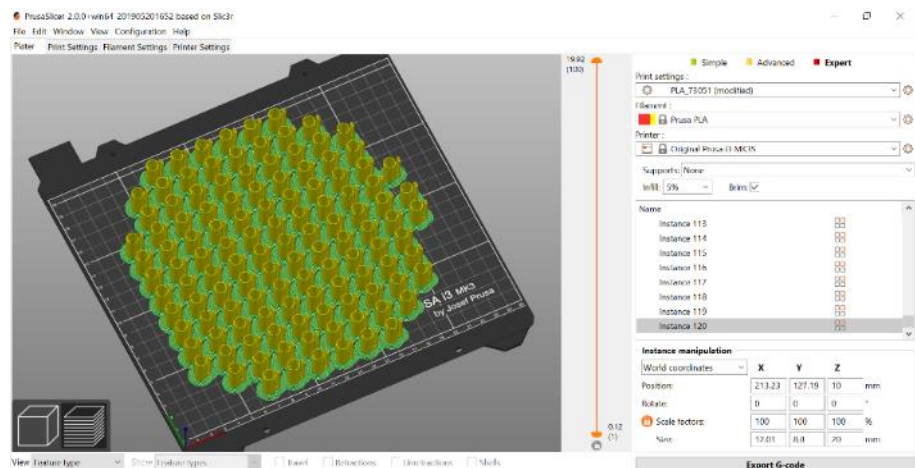 PrusaSlicer 2.0.0+win64-201905201652 based on Slic3r
File Edit Window View Configuration Help
Plater Print Settings Filament Settings Printer Settings
19.92
(100)
Simple Advanced Expert
Print settings :
PLA_73051 (modified)
Filament :
Prusa PLA
Printer :
Original Prusa i3 MK3S
Supports: None
Infill: 5% Brim:
Name
Instance 113
Instance 114
Instance 115
Instance 116
Instance 117
Instance 118
Instance 119
Instance 120
SA i3 MK3
by Josef Prusa
Instance manipulation
World coordinates X Y Z
Position: 213.23 127.19 10 mm
Rotate: 0 0 0 °
Scale factors: 100 100 100 %
Size: 12.01 8.8 20 mm
0.12
(1)
View Feature type Show Feature types Travel Retractions Unretractions Shells
Export G-code